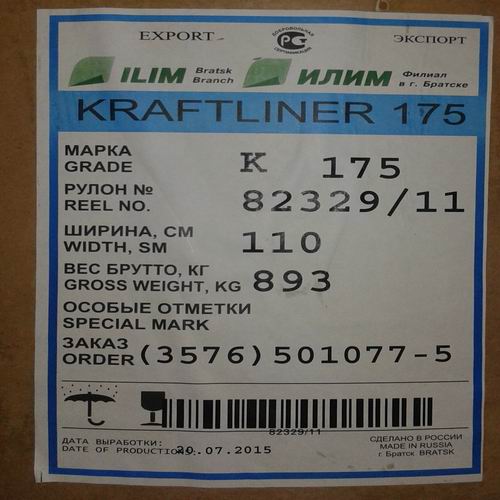 EXPORT ДОБРОВОЛЬНАЯ СЕРТИФИКАЦИЯ ЭКСПОРТ
ILIM Bratsk Branch ИЛИМ Филиал в г. Братске
KRAFTLINER 175
МАРКА
GRADE K 175
РУЛОН №
REEL NO. 82329/11
ШИРИНА, СМ
WIDTH, SM 110
ВЕС БРУТТО, КГ
GROSS WEIGHT, KG 893
ОСОБЫЕ ОТМЕТКИ
SPECIAL MARK
ЗАКАЗ
ORDER (3576)501077-5
82329/11
ДАТА ВЫРАБОТКИ:
DATE OF PRODUCTION: 20.07.2015
СДЕЛАНО В РОССИИ
MADE IN RUSSIA
г. Братск BRATSK